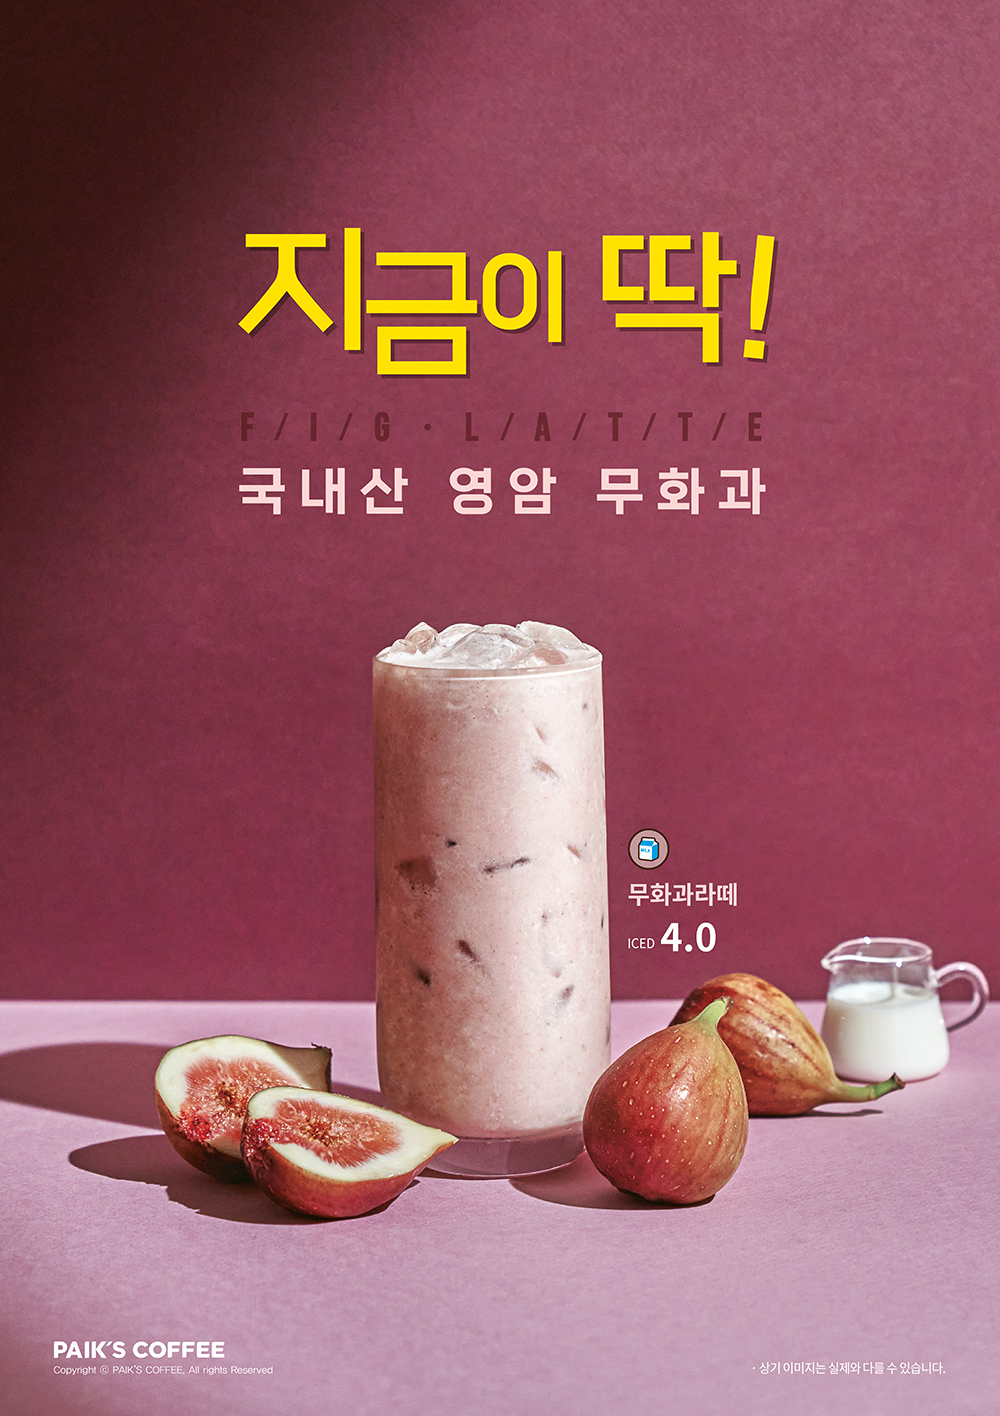 지금이 딱!
F/I/G·L/A/T/T/E
국내산 영암 무화과
MILK
무화과라떼
ICED 4.0
PAIK'S COFFEE
Copyright ⓒ PAIK'S COFFEE, All rights Reserved
· 상기 이미지는 실제와 다를 수 있습니다.